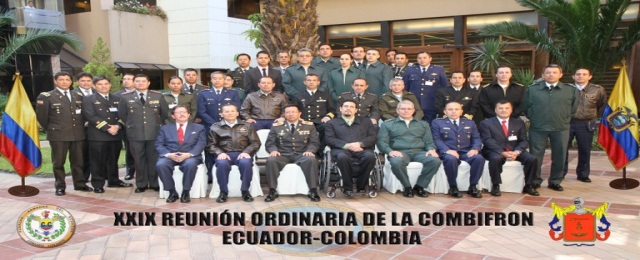 XXIX REUNIÓN ORDINARIA DE LA COMBIFRON
ECUADOR-COLOMBIA